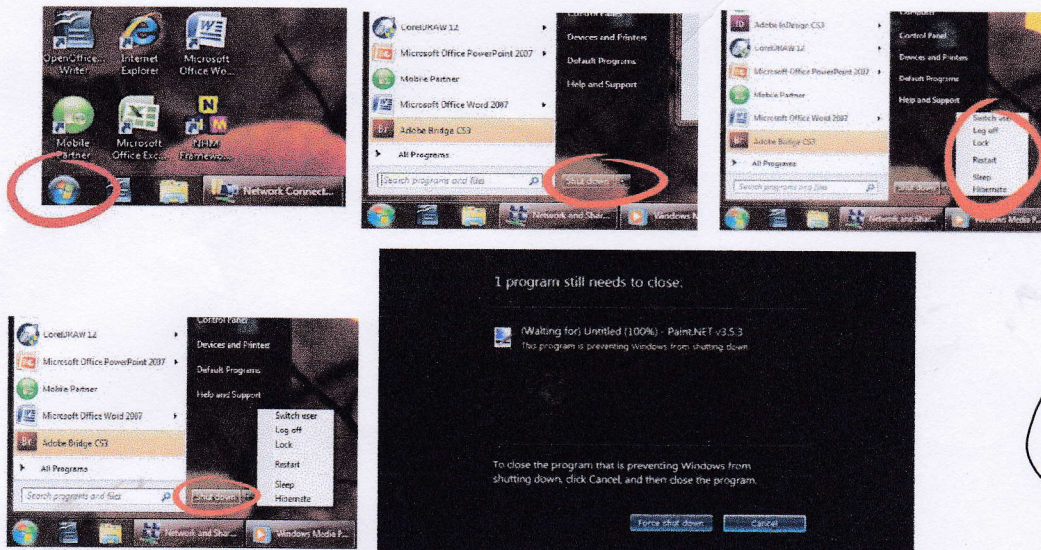 OpenOffice... Internet Microsoft
Writer Explorer Office Wo...
Mobile Microsoft NHM
Partner Office Exc... Framewo...
Network Connect...
CorelDRAW 12
Microsoft Office PowerPoint 2007
Mobile Partner
Microsoft Office Word 2007
Br Adobe Bridge CS3
All Programs
Search programs and files
Control Panel
Devices and Printers
Default Programs
Help and Support
Shut down
Network and Shar...
Windows M
ID Adobe InDesign CS3
CorelDRAW 12
Microsoft Office PowerPoint 2007
Mobile Partner
Microsoft Office Word 2007
Br Adobe Bridge CS3
All Programs
Search programs and files
Control Panel
Devices and Printers
Default Programs
Help and Support
Switch user
Log off
Lock
Restart
Sleep
Hibernate
Shut down
Network and Shar...
Windows Media P...
CorelDRAW 12
Microsoft Office PowerPoint 2007
Mobile Partner
Microsoft Office Word 2007
Br Adobe Bridge CS3
All Programs
Search programs and files
Control Panel
Devices and Printers
Default Programs
Help and Support
Switch user
Log off
Lock
Restart
Sleep
Hibernate
Shut down
Network and Shar...
Windows Media P...
1 program still needs to close:
(Waiting for) Untitled (100%) - Paint.NET v3.5.3
This program is preventing Windows from shutting down.
To close the program that is preventing Windows from
shutting down, click Cancel, and then close the program.
Force shut down Cancel